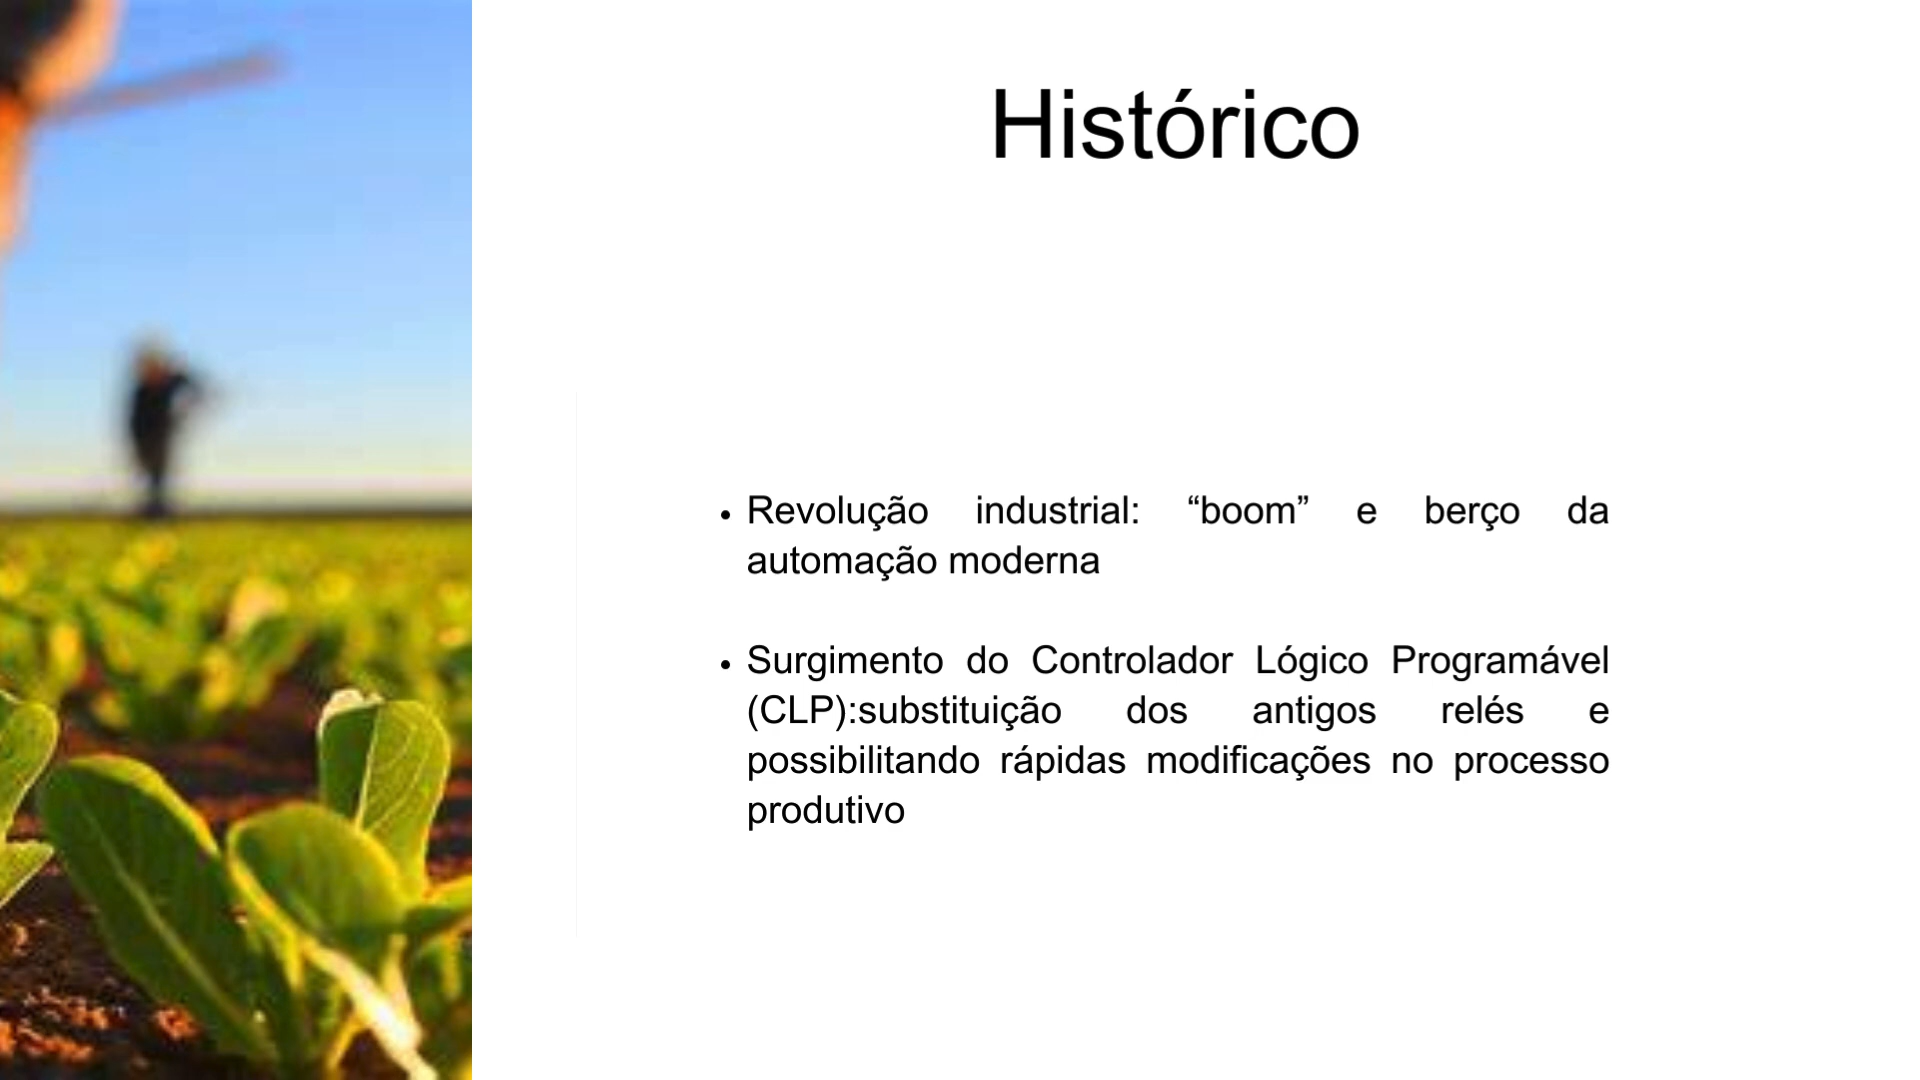 Histórico
• Revolução industrial: “boom” e berço da
automação moderna
• Surgimento do Controlador Lógico Programável
(CLP):substituição dos antigos relés e
possibilitando rápidas modificações no processo
produtivo